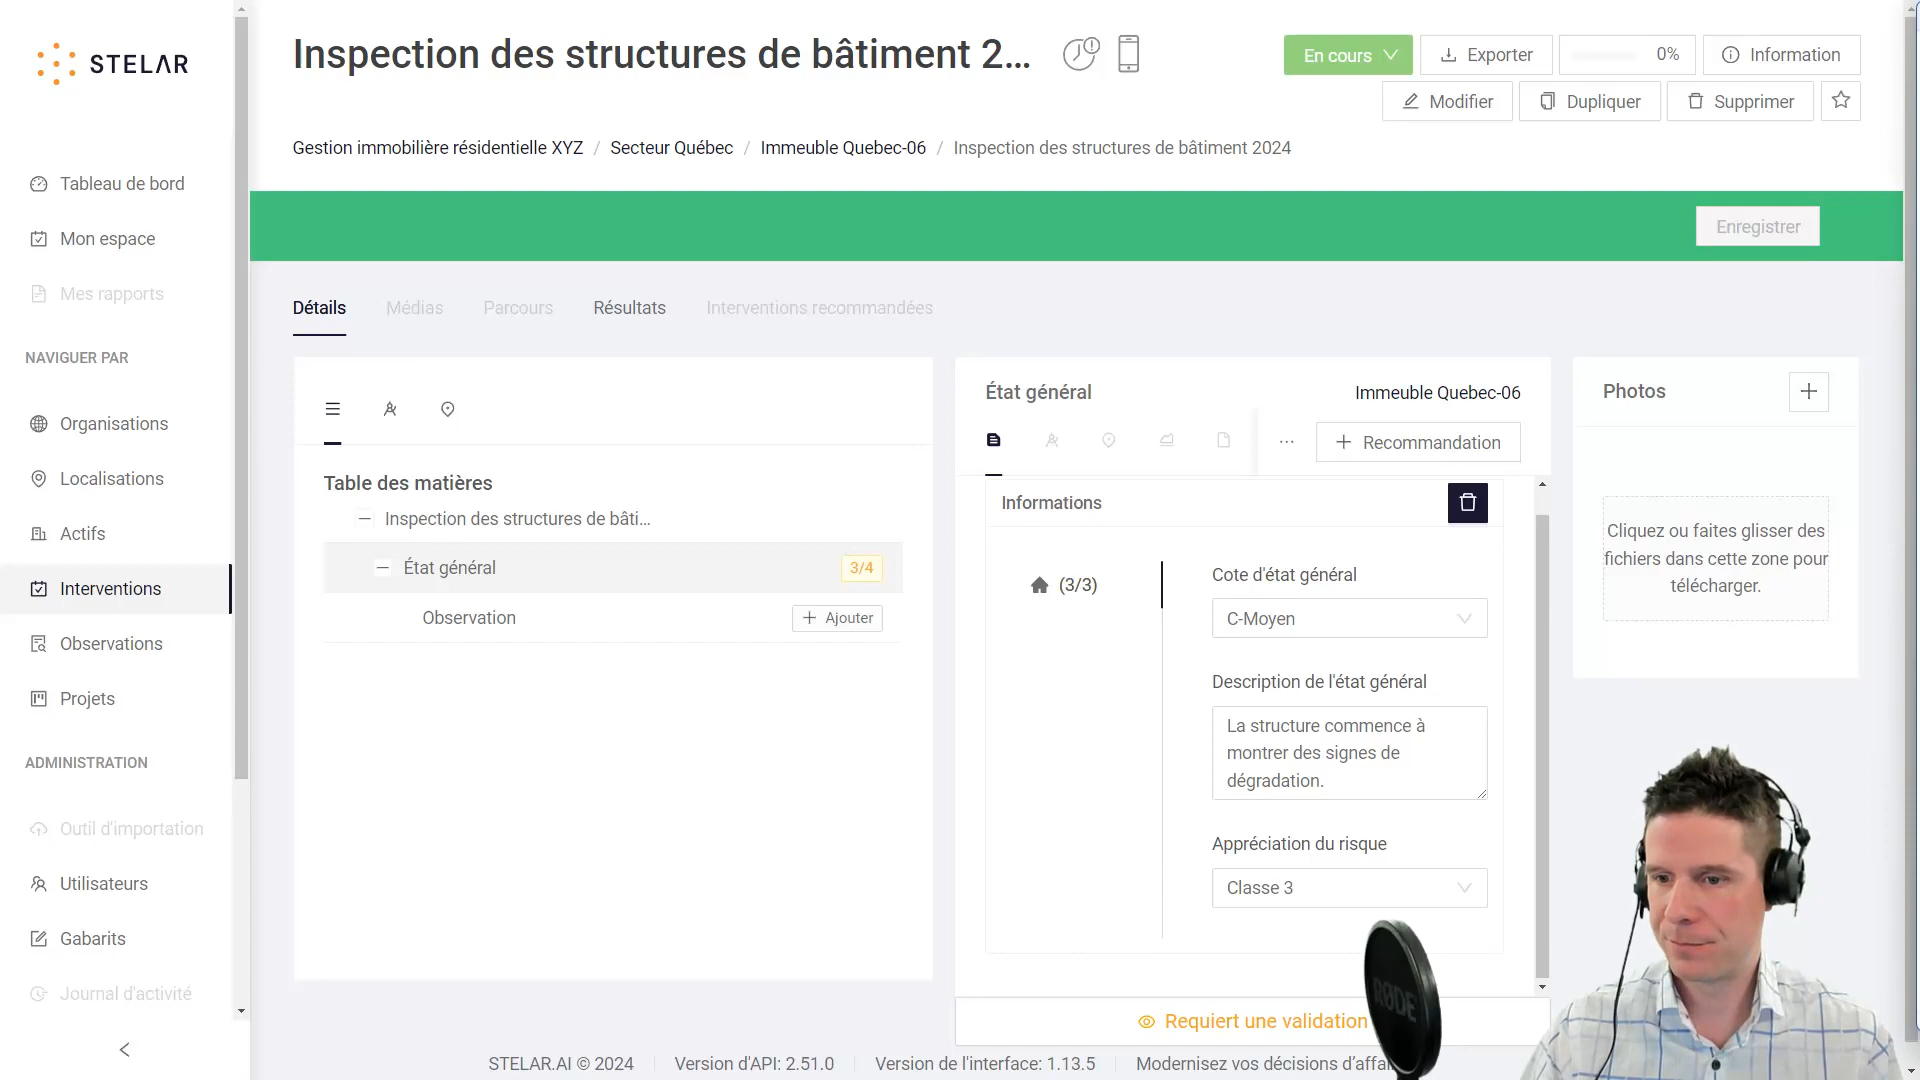 STELAR
Inspection des structures de bâtiment 2...
En cours
Exporter
0%
Information
Modifier
Dupliquer
Supprimer
Gestion immobilière résidentielle XYZ / Secteur Québec / Immeuble Quebec-06 / Inspection des structures de bâtiment 2024
Enregistrer
Tableau de bord
Mon espace
Mes rapports
NAVIGUER PAR
Organisations
Localisations
Actifs
Interventions
Observations
Projets
ADMINISTRATION
Outil d'importation
Utilisateurs
Gabarits
Journal d'activité
Détails
Médias
Parcours
Résultats
Interventions recommandées
Table des matières
Inspection des structures de bâti...
État général
3/4
Observation
+ Ajouter
État général
Immeuble Quebec-06
... + Recommandation
Informations
(3/3)
Cote d'état général
C-Moyen
Description de l'état général
La structure commence à
montrer des signes de
dégradation.
Appréciation du risque
Classe 3
Requiert une validation
Photos
Cliquez ou faites glisser des
fichiers dans cette zone pour
télécharger.
RØDE
STELAR.AI © 2024
Version d'API: 2.51.0
Version de l'interface: 1.13.5
Modernisez vos décisions